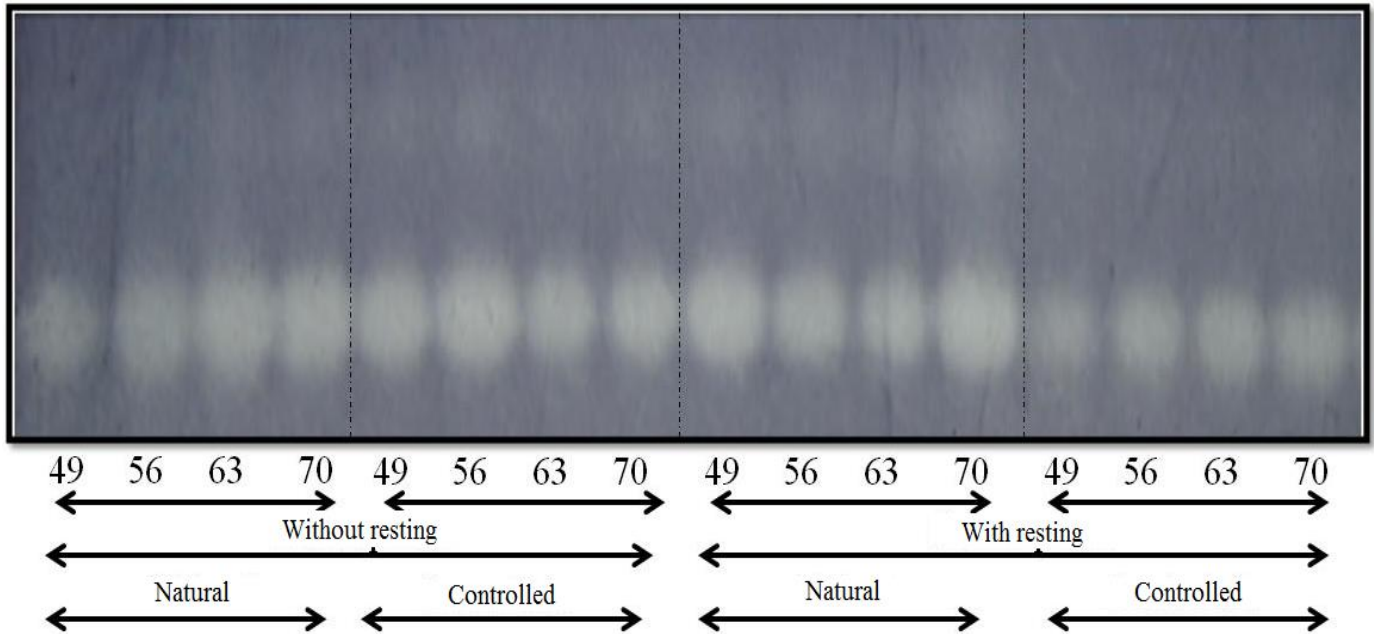 49 56 63 70 49 56 63 70 49 56 63 70 49 56 63 70
Without resting With resting
Natural Controlled Natural Controlled